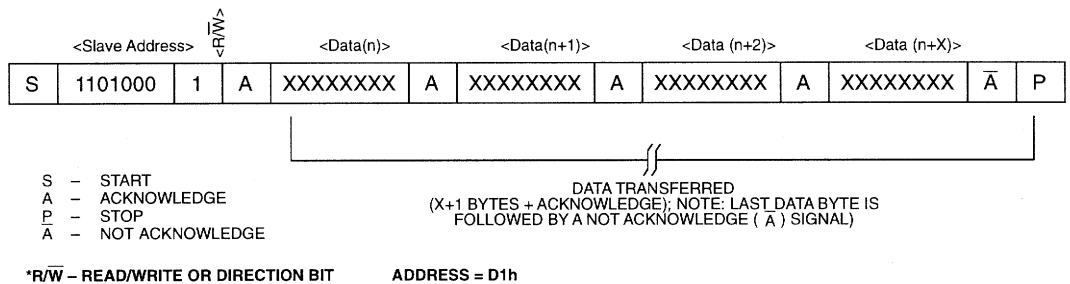 <Slave Address> <R/W̅> <Data(n)> <Data(n+1)> <Data (n+2)> <Data (n+X)>
S 1101000 1 A XXXXXXXX A XXXXXXXX A XXXXXXXX A XXXXXXXX A̅ P
S – START
A – ACKNOWLEDGE
P – STOP
A̅ – NOT ACKNOWLEDGE
DATA TRANSFERRED
(X+1 BYTES + ACKNOWLEDGE); NOTE: LAST DATA BYTE IS
FOLLOWED BY A NOT ACKNOWLEDGE ( A̅ ) SIGNAL)
*R/W̅ – READ/WRITE OR DIRECTION BIT ADDRESS = D1h